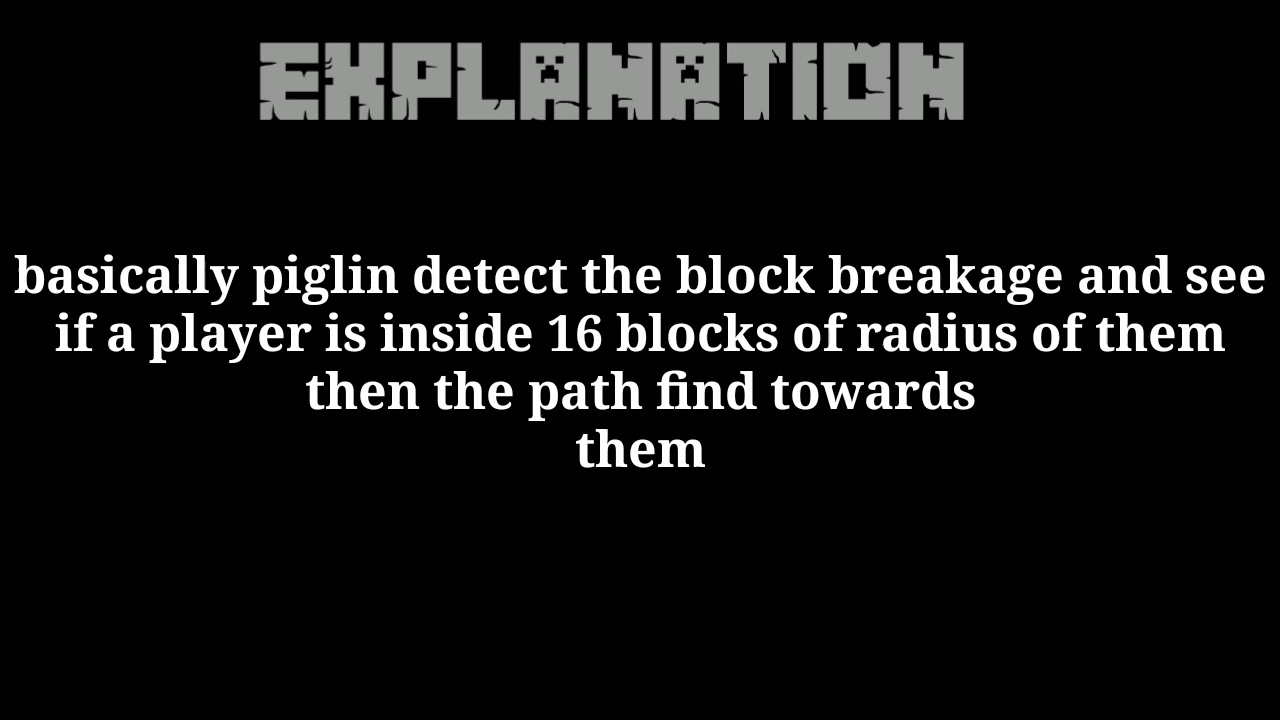 EXPLANATION
basically piglin detect the block breakage and see
if a player is inside 16 blocks of radius of them
then the path find towards
them